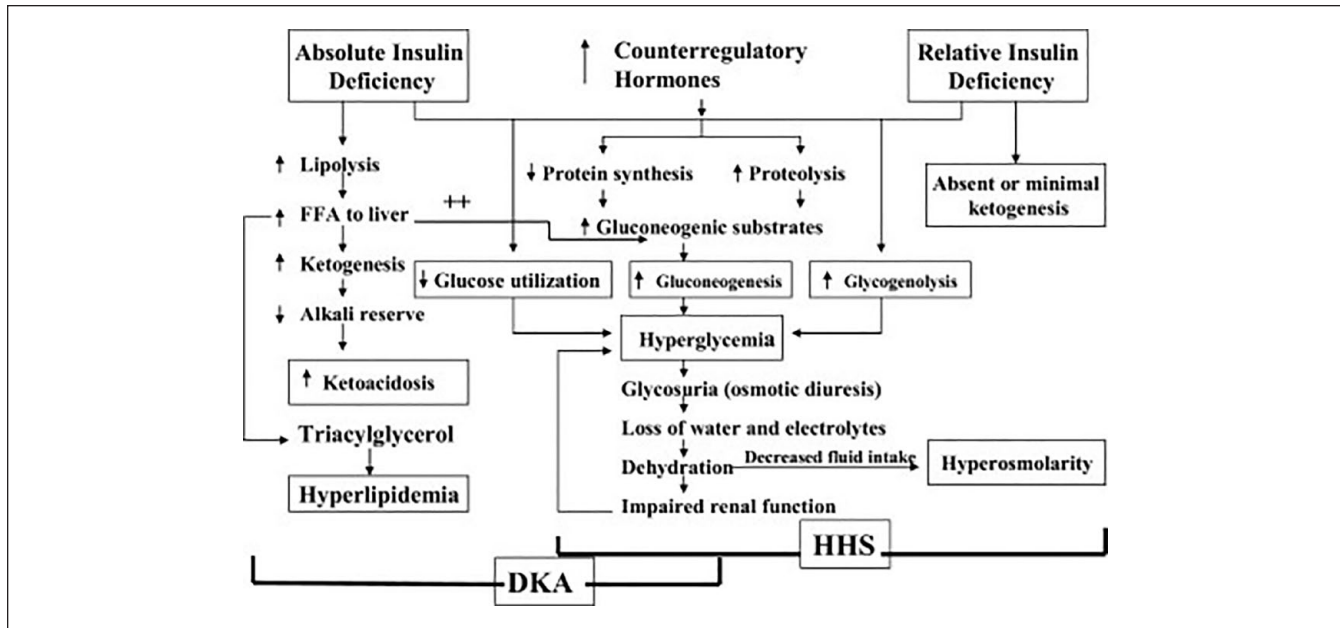 Absolute Insulin
Deficiency
↑ Counterregulatory
Hormones
Relative Insulin
Deficiency
↑ Lipolysis
↓ Protein synthesis
↑ Proteolysis
Absent or minimal
ketogenesis
↑ FFA to liver
++
↑ Gluconeogenic substrates
↑ Ketogenesis
↓ Glucose utilization
↑ Gluconeogenesis
↑ Glycogenolysis
↓ Alkali reserve
Hyperglycemia
↑ Ketoacidosis
Glycosuria (osmotic diuresis)
Triacylglycerol
Loss of water and electrolytes
Dehydration
Decreased fluid intake
Hyperosmolarity
Hyperlipidemia
Impaired renal function
HHS
DKA